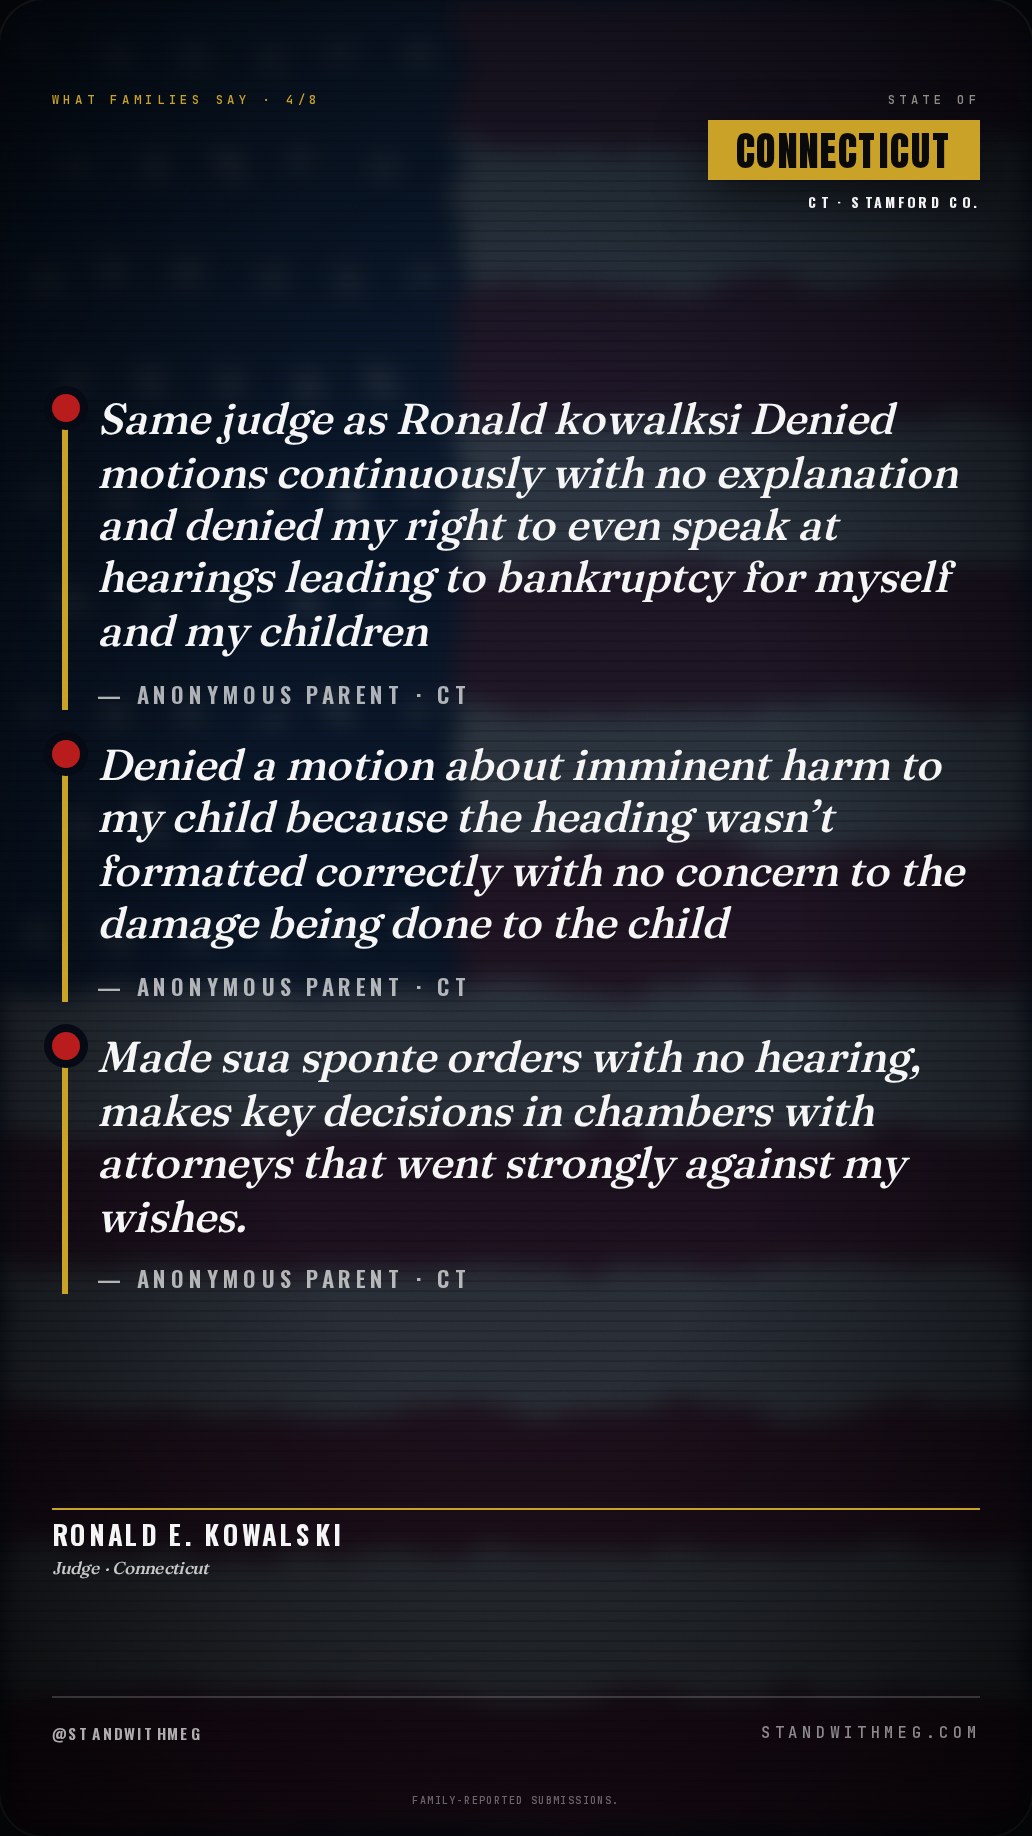 WHAT FAMILIES SAY · 4/8
STATE OF
CONNECTICUT
CT · STAMFORD CO.
Same judge as Ronald kowalksi Denied
motions continuously with no explanation
and denied my right to even speak at
hearings leading to bankruptcy for myself
and my children
— ANONYMOUS PARENT · CT
Denied a motion about imminent harm to
my child because the heading wasn’t
formatted correctly with no concern to the
damage being done to the child
— ANONYMOUS PARENT · CT
Made sua sponte orders with no hearing,
makes key decisions in chambers with
attorneys that went strongly against my
wishes.
— ANONYMOUS PARENT · CT
RONALD E. KOWALSKI
Judge · Connecticut
@STANDWITHMEG
STANDWITHMEG.COM
FAMILY-REPORTED SUBMISSIONS.